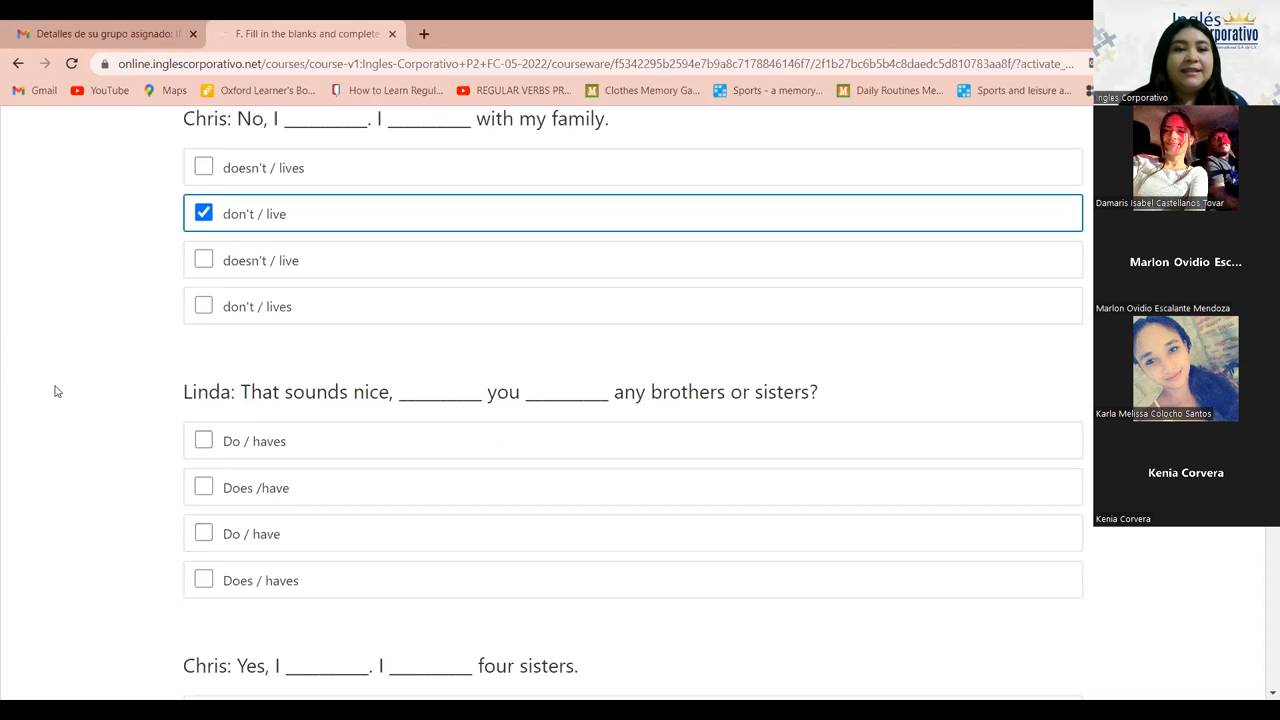 Detalles de su grupo asignado: I
F. Fill in the blanks and complete
online.inglescorporativo.net/courses/course-v1:Ingles-Corporativo+P2+FC-05-2022/courseware/f5342295b2594e7b9a8c7178846146f7/2f1b27bc6b5b4c8daedc5d810783aa8f/?activate_...
Gmail
YouTube
Maps
Oxford Learner's Bo...
How to Learn Regul...
REGULAR VERBS PR...
Clothes Memory Ga...
Sports - a memory...
Daily Routines Me...
Sports and leisure a...
Chris: No, I _________. I _________ with my family.
doesn't / lives
don't / live
doesn't / live
don't / lives
Linda: That sounds nice, _________ you _________ any brothers or sisters?
Do / haves
Does /have
Do / have
Does / haves
Chris: Yes, I _________. I _________ four sisters.
Inglés
Ingles Corporativo
Damaris Isabel Castellanos Tovar
Marlon Ovidio Esc...
Marlon Ovidio Escalante Mendoza
Karla Melissa Colocho Santos
Kenia Corvera
Kenia Corvera